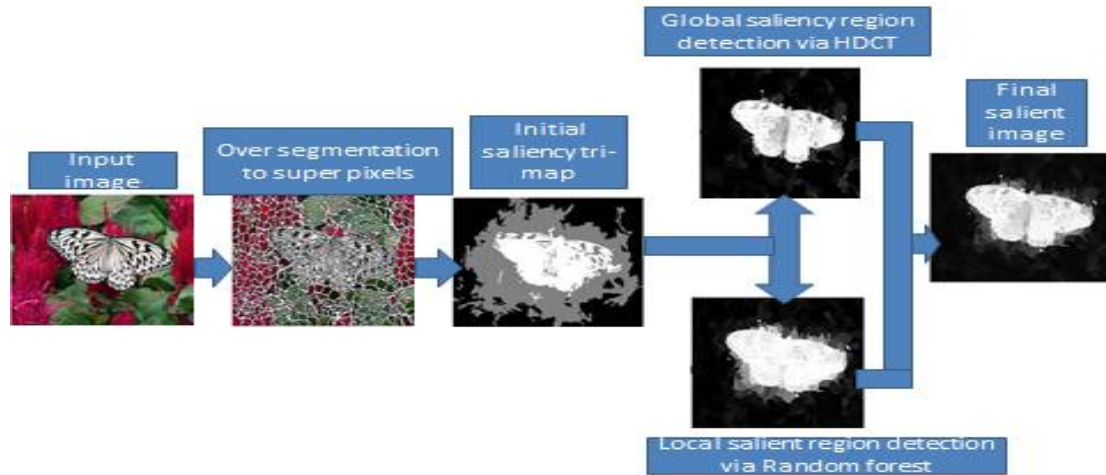 Global saliency region
detection via HDCT
Final
salient
image
Initial
saliency tri-
map
Over segmentation
to super pixels
Input
image
Local salient region detection
via Random forest